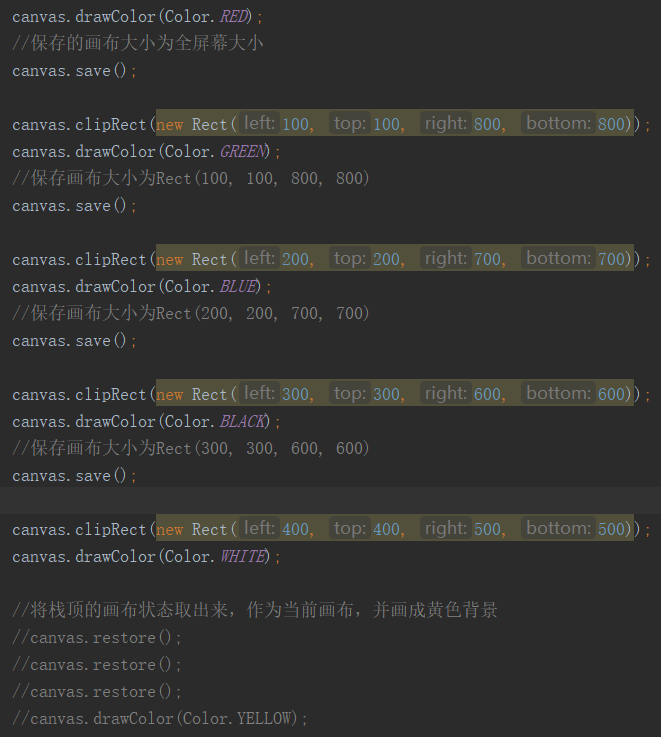 canvas.drawColor(Color.RED);
//保存的画布大小为全屏幕大小
canvas.save();
canvas.clipRect(new Rect( left: 100, top: 100, right: 800, bottom: 800));
canvas.drawColor(Color.GREEN);
//保存画布大小为Rect(100, 100, 800, 800)
canvas.save();
canvas.clipRect(new Rect( left: 200, top: 200, right: 700, bottom: 700));
canvas.drawColor(Color.BLUE);
//保存画布大小为Rect(200, 200, 700, 700)
canvas.save();
canvas.clipRect(new Rect( left: 300, top: 300, right: 600, bottom: 600));
canvas.drawColor(Color.BLACK);
//保存画布大小为Rect(300, 300, 600, 600)
canvas.save();
canvas.clipRect(new Rect( left: 400, top: 400, right: 500, bottom: 500));
canvas.drawColor(Color.WHITE);
//将栈顶的画布状态取出来，作为当前画布，并画成黄色背景
//canvas.restore();
//canvas.restore();
//canvas.restore();
//canvas.drawColor(Color.YELLOW);